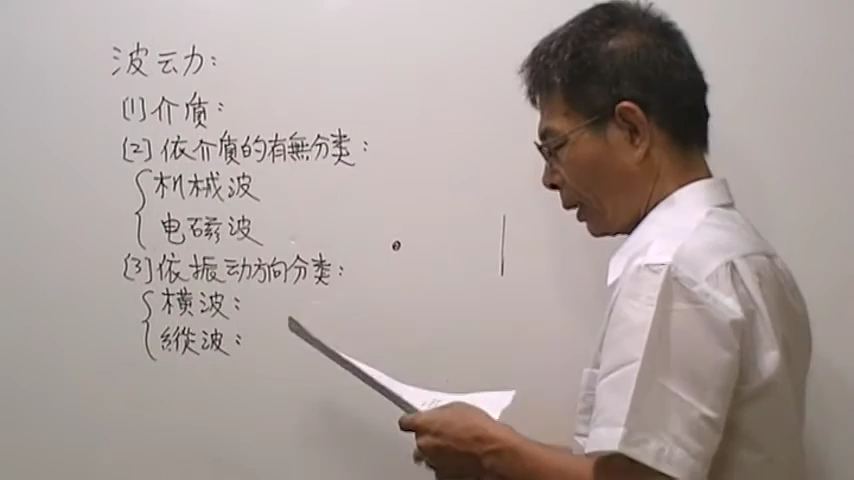 波动：
(1)介质：
(2)依介质的有無分类：
机械波
电磁波
(3)依振动方向分类：
横波：
縱波：